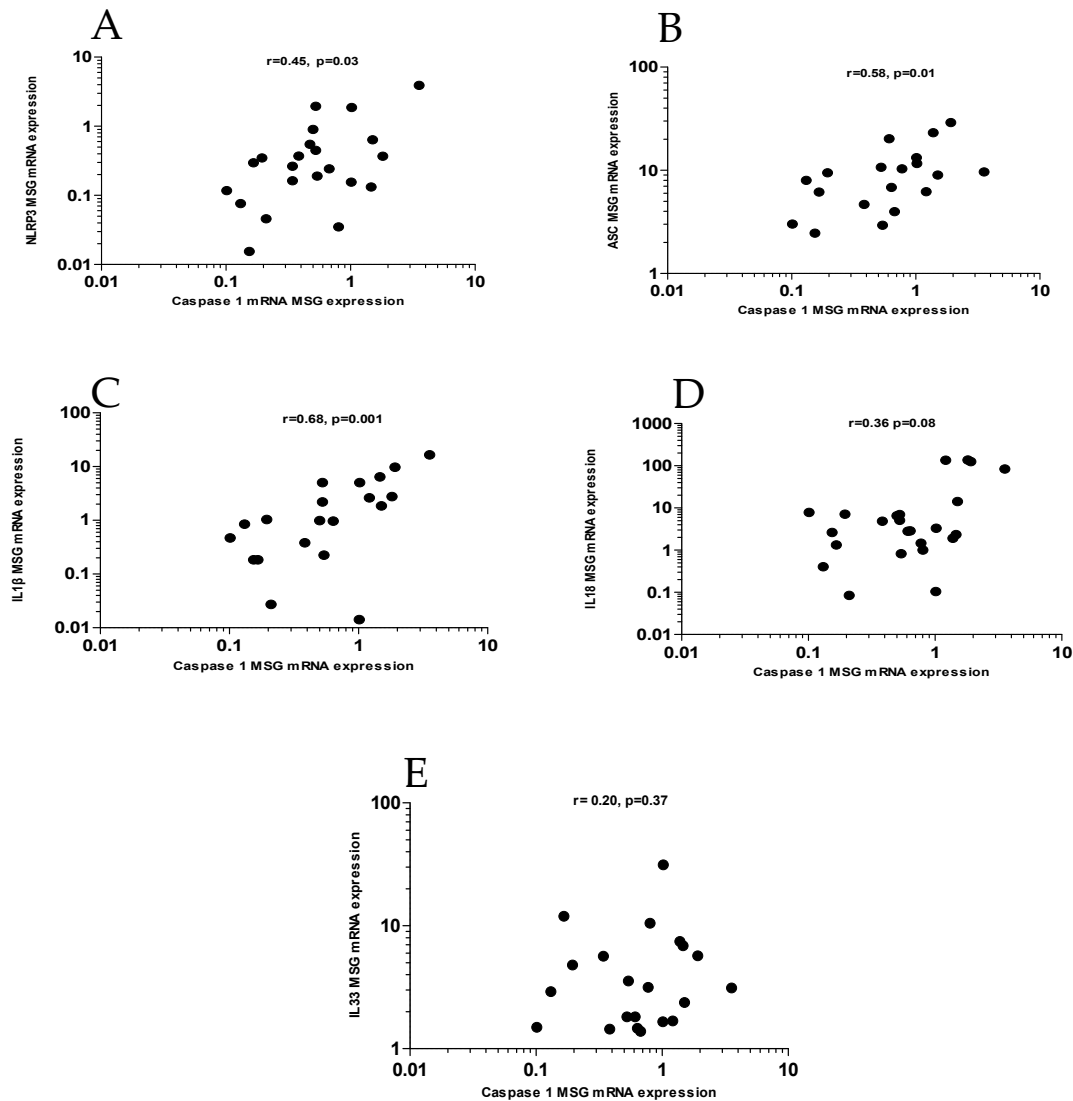 A
r=0.45, p=0.03
NLRP3 MSG mRNA expression
10
1
0.1
0.01
0.01
0.1
1
10
Caspase 1 mRNA MSG expression
B
r=0.58, p=0.01
ASC MSG mRNA expression
100
10
1
0.01
0.1
1
10
Caspase 1 MSG mRNA expression
C
r=0.68, p=0.001
IL1β MSG mRNA expression
100
10
1
0.1
0.01
0.01
0.1
1
10
Caspase 1 MSG mRNA expression
D
r=0.36 p=0.08
IL18 MSG mRNA expression
1000
100
10
1
0.1
0.01
0.01
0.1
1
10
Caspase 1 MSG mRNA expression
E
r= 0.20, p=0.37
IL33 MSG mRNA expression
100
10
1
0.01
0.1
1
10
Caspase 1 MSG mRNA expression